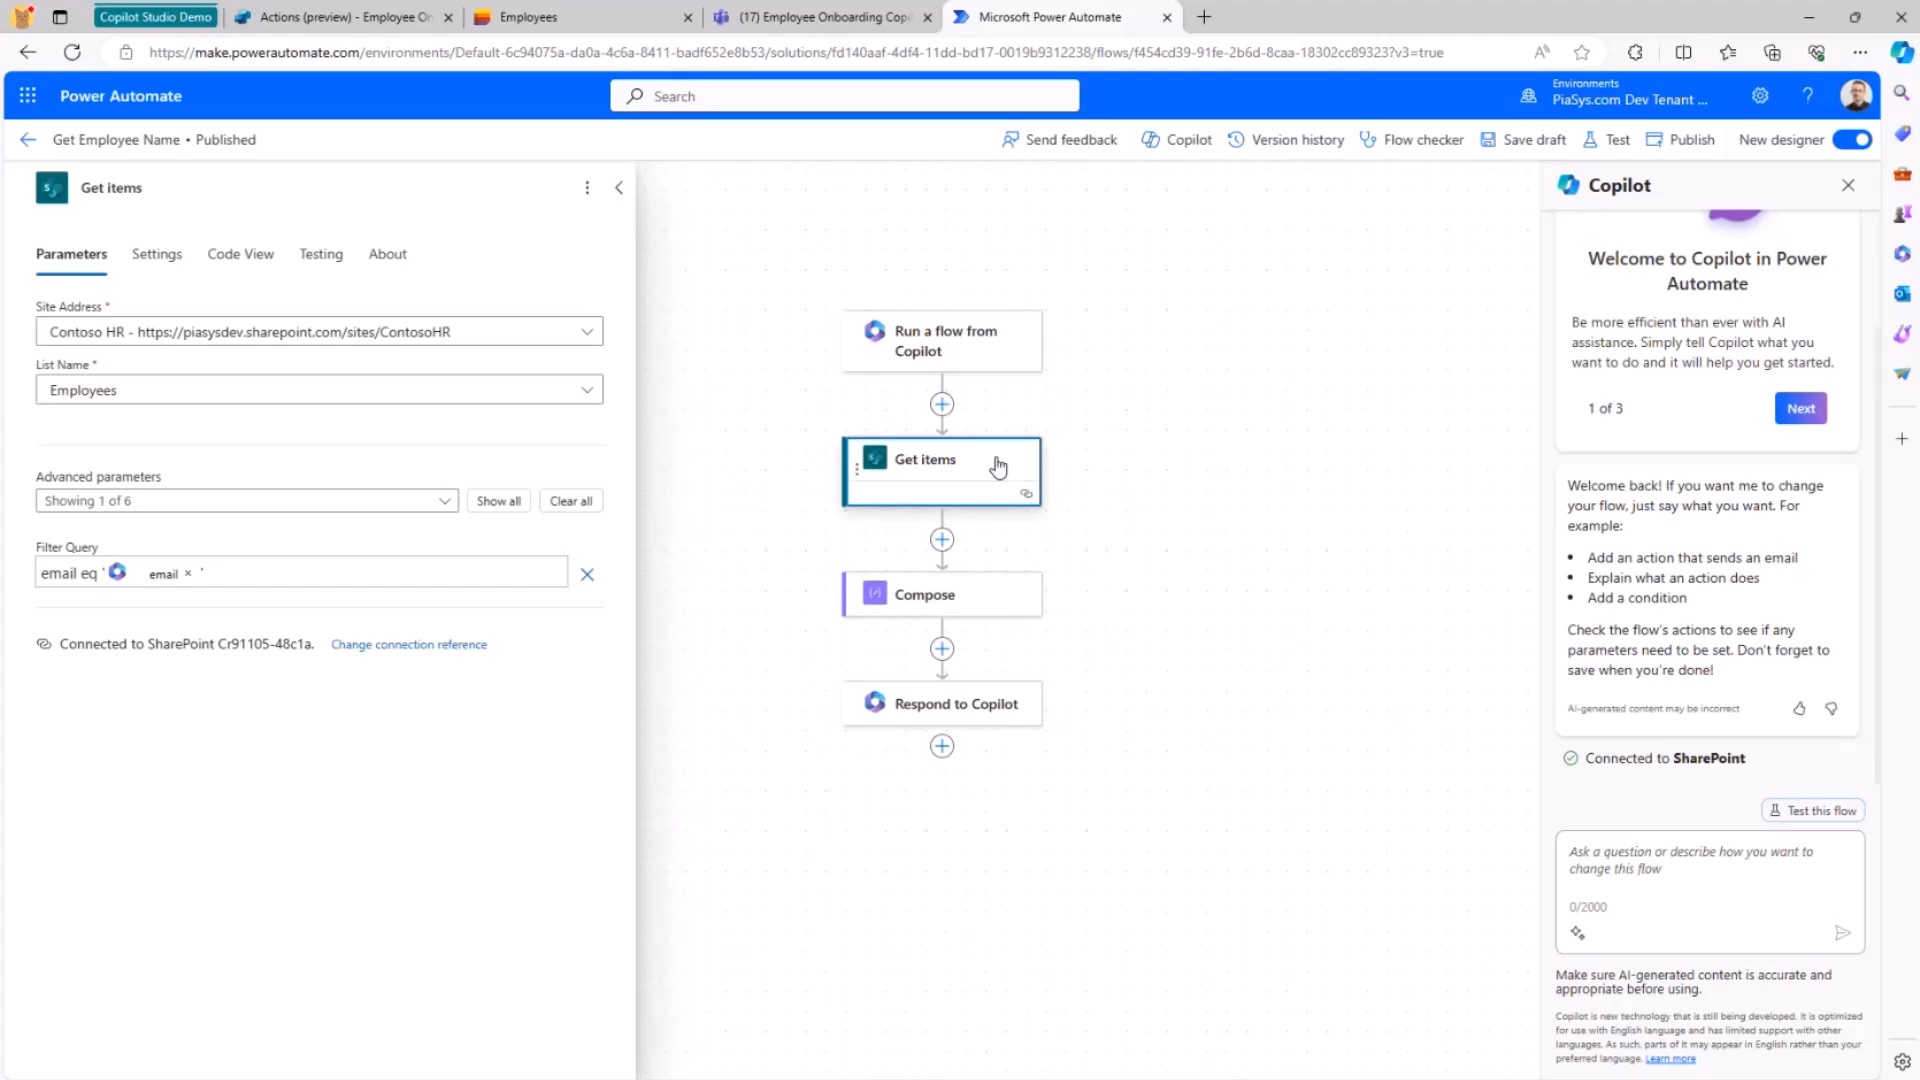 Copilot Studio Demo
Actions (preview) - Employee On
Employees
(17) Employee Onboarding Copi
Microsoft Power Automate
https://make.powerautomate.com/environments/Default-6c94075a-da0a-4c6a-8411-badf652e8b53/solutions/fd140aaf-4df4-11dd-bd17-0019b9312238/flows/f454cd39-91fe-2b6d-8caa-18302cc89323?v3=true
Power Automate
Search
Environments
PiaSys.com Dev Tenant ...
Get Employee Name • Published
Send feedback
Copilot
Version history
Flow checker
Save draft
Test
Publish
New designer
Get items
Parameters
Settings
Code View
Testing
About
Site Address *
Contoso HR - https://piasysdev.sharepoint.com/sites/ContosoHR
List Name *
Employees
Advanced parameters
Showing 1 of 6
Show all
Clear all
Filter Query
email eq ' email × '
Connected to SharePoint Cr91105-48c1a.
Change connection reference
Run a flow from
Copilot
Get items
Compose
Respond to Copilot
Copilot
Welcome to Copilot in Power
Automate
Be more efficient than ever with AI
assistance. Simply tell Copilot what you
want to do and it will help you get started.
1 of 3
Next
Welcome back! If you want me to change
your flow, just say what you want. For
example:
• Add an action that sends an email
• Explain what an action does
• Add a condition
Check the flow's actions to see if any
parameters need to be set. Don't forget to
save when you're done!
AI-generated content may be incorrect
Connected to SharePoint
Test this flow
Ask a question or describe how you want to
change this flow
0/2000
Make sure AI-generated content is accurate and
appropriate before using.
Copilot is new technology that is still being developed. It is optimized
for use with English language and has limited support with other
languages. As such, parts of it may appear in English rather than your
preferred language. Learn more